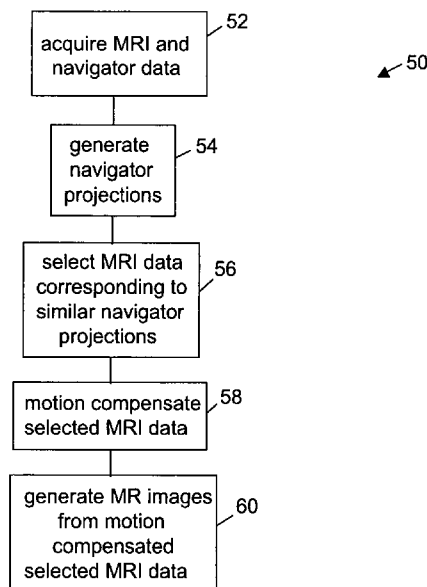 acquire MRI and
navigator data
52
50
generate
navigator
projections
54
select MRI data
corresponding to
similar navigator
projections
56
motion compensate
selected MRI data
58
generate MR images
from motion
compensated
selected MRI data
60